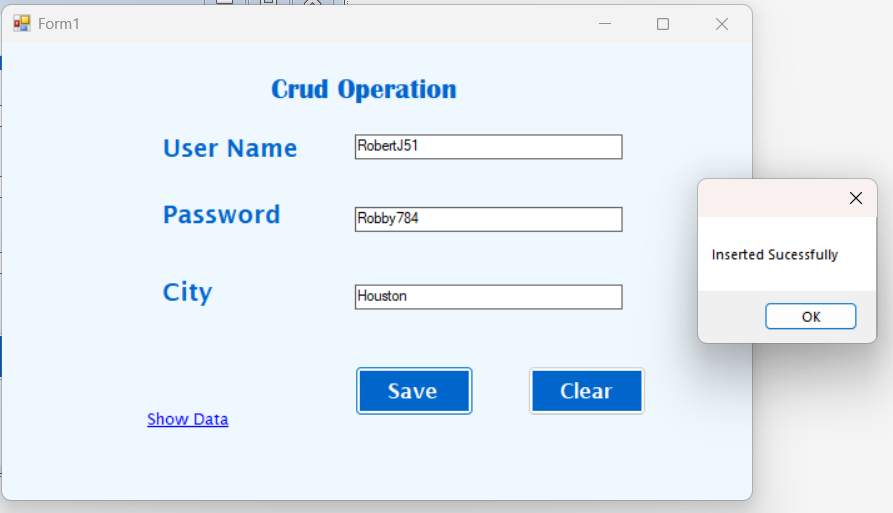 Form1
Crud Operation
User Name
RobertJ51
Password
Robby784
City
Houston
Save
Clear
Show Data
Inserted Sucessfully
OK